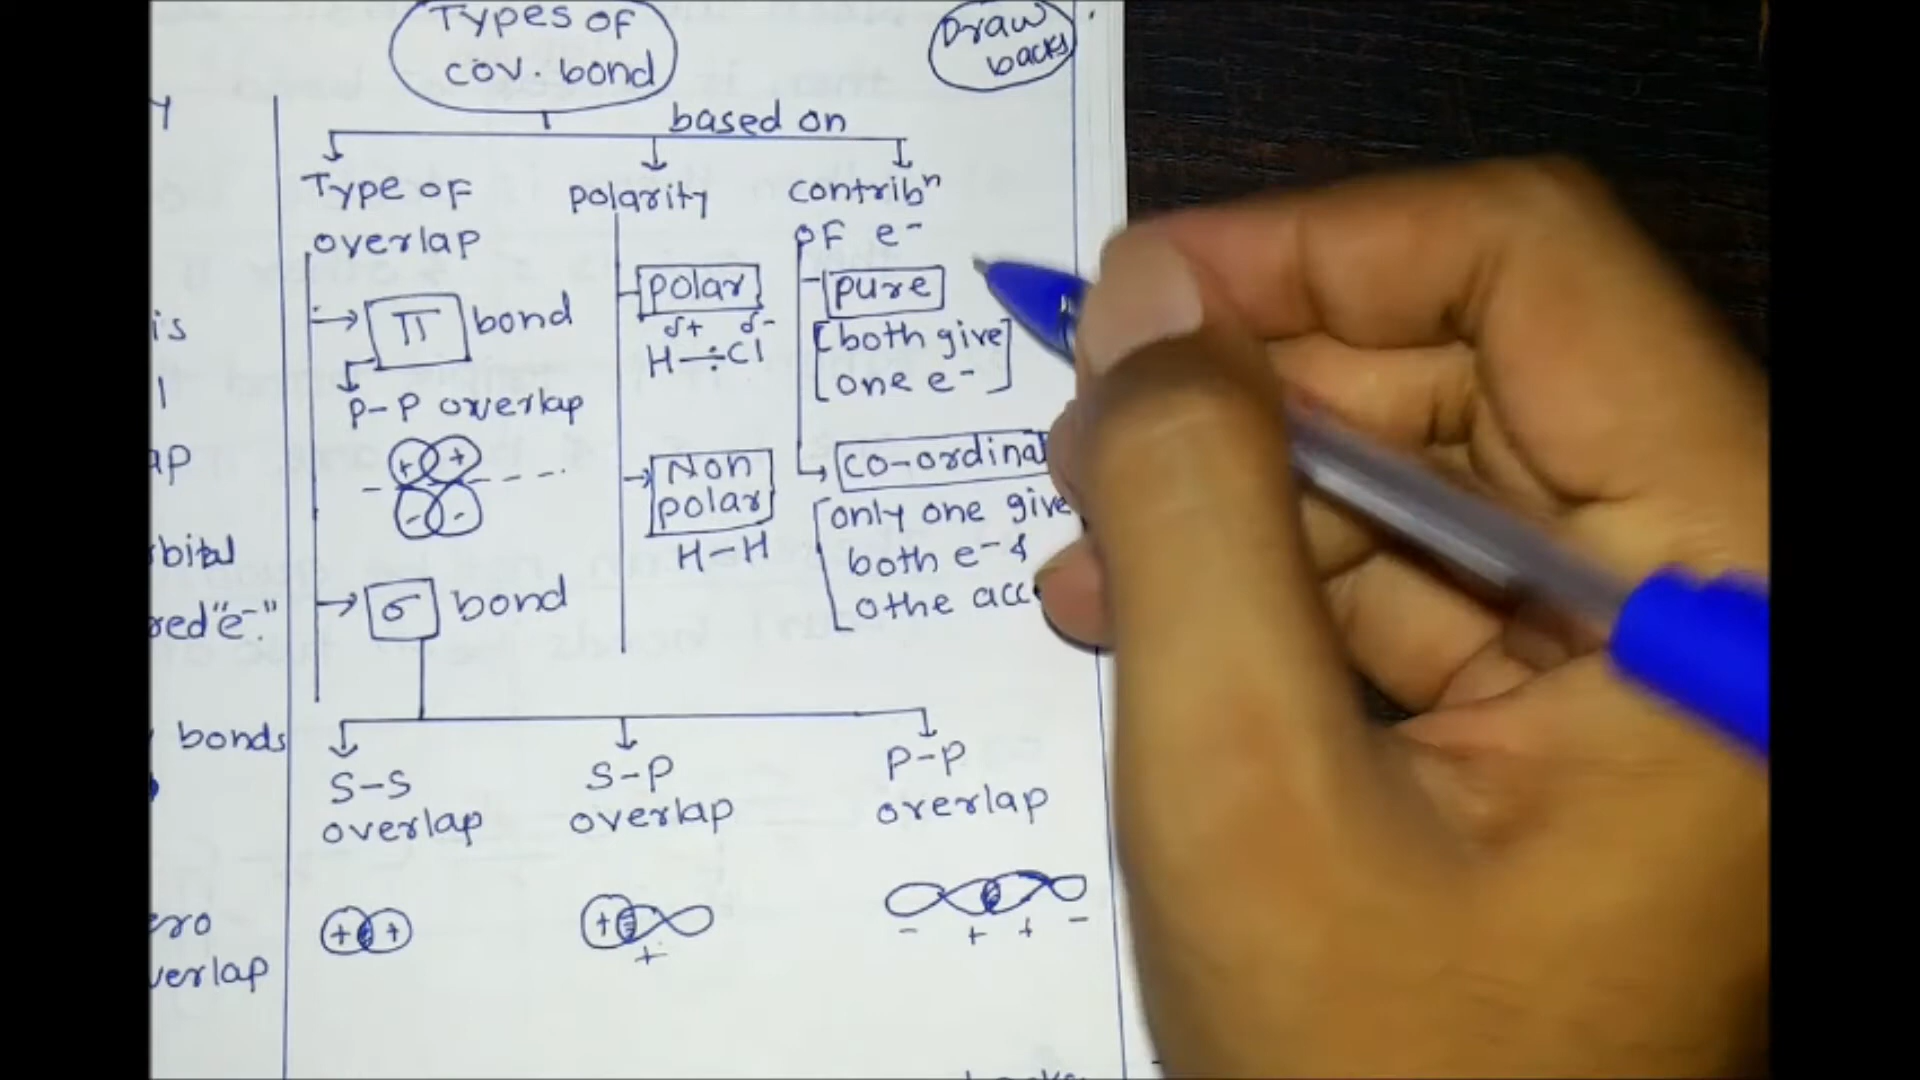 Types of
cov. bond
Draw
backs
based on
Type of
overlap
polarity
contribⁿ
of e-
π bond
P-P overlap
+ +
- -
σ bond
polar
δ+ δ-
H÷Cl
Non
polar
H-H
pure
[both give
one e-]
co-ordina
[only one give
both e- &
othe acc
S-S
overlap
S-P
overlap
P-P
overlap
+ +
+
+
- + + -
is
ap
rbital
red "e-"
bonds
ero
verlap